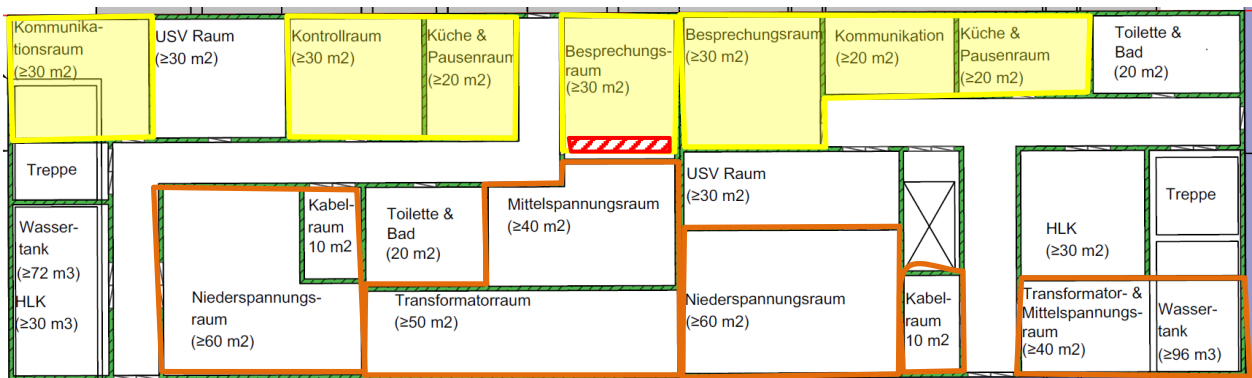 Kommunika-
tionsraum
(≥30 m2)
USV Raum
(≥30 m2)
Kontrollraum
(≥30 m2)
Küche &
Pausenraum
(≥20 m2)
Besprechungs-
raum
(≥30 m2)
Besprechungsraum
(≥30 m2)
Kommunikation
(≥20 m2)
Küche &
Pausenraum
(≥20 m2)
Toilette &
Bad
(20 m2)
Treppe
Wasser-
tank
(≥72 m3)
HLK
(≥30 m3)
Niederspannungs-
raum
(≥60 m2)
Kabel-
raum
10 m2
Toilette &
Bad
(20 m2)
Mittelspannungsraum
(≥40 m2)
Transformatorraum
(≥50 m2)
USV Raum
(≥30 m2)
Niederspannungsraum
(≥60 m2)
Kabel-
raum
10 m2
HLK
(≥30 m2)
Treppe
Transformator- &
Mittelspannungs-
raum
(≥40 m2)
Wasser-
tank
(≥96 m3)